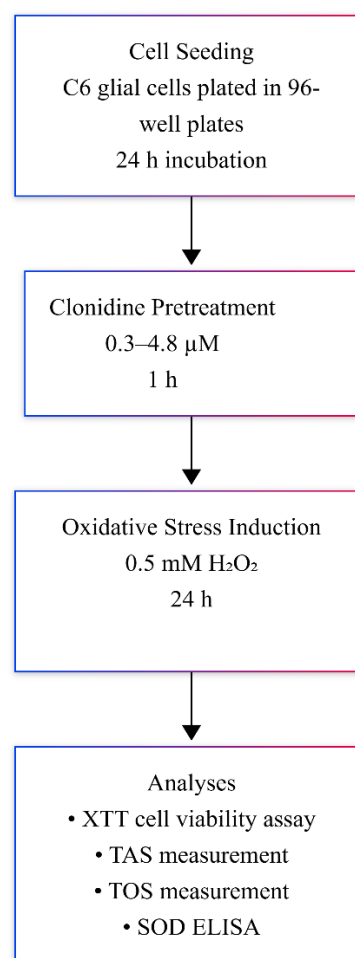 Cell Seeding
C6 glial cells plated in 96-
well plates
24 h incubation
Clonidine Pretreatment
0.3–4.8 µM
1 h
Oxidative Stress Induction
0.5 mM H₂O₂
24 h
Analyses
• XTT cell viability assay
• TAS measurement
• TOS measurement
• SOD ELISA